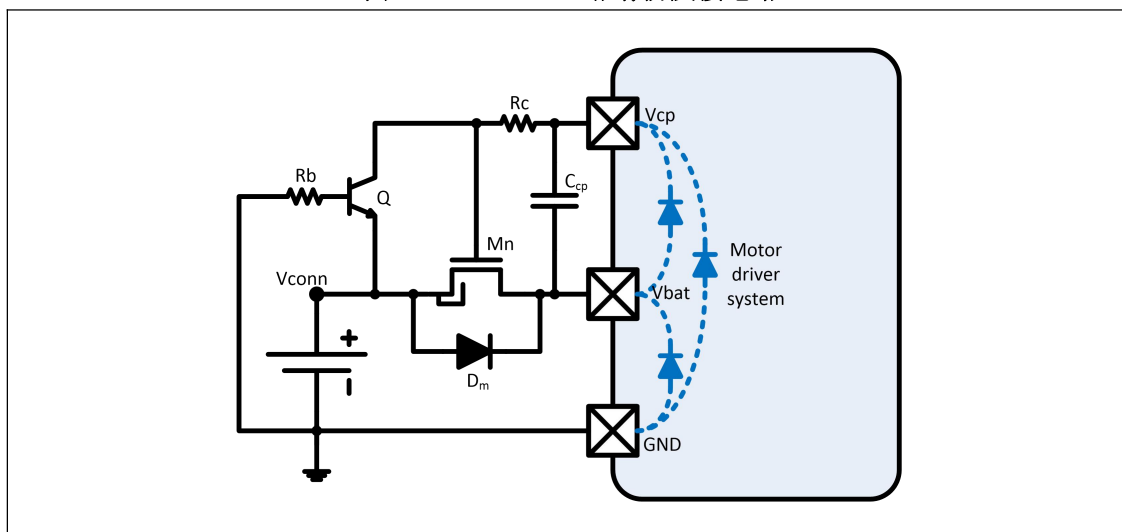 Rc
Vcp
Rb
Q
Ccp
Mn
Vconn
Vbat
Motor
driver
system
+
Dm
GND